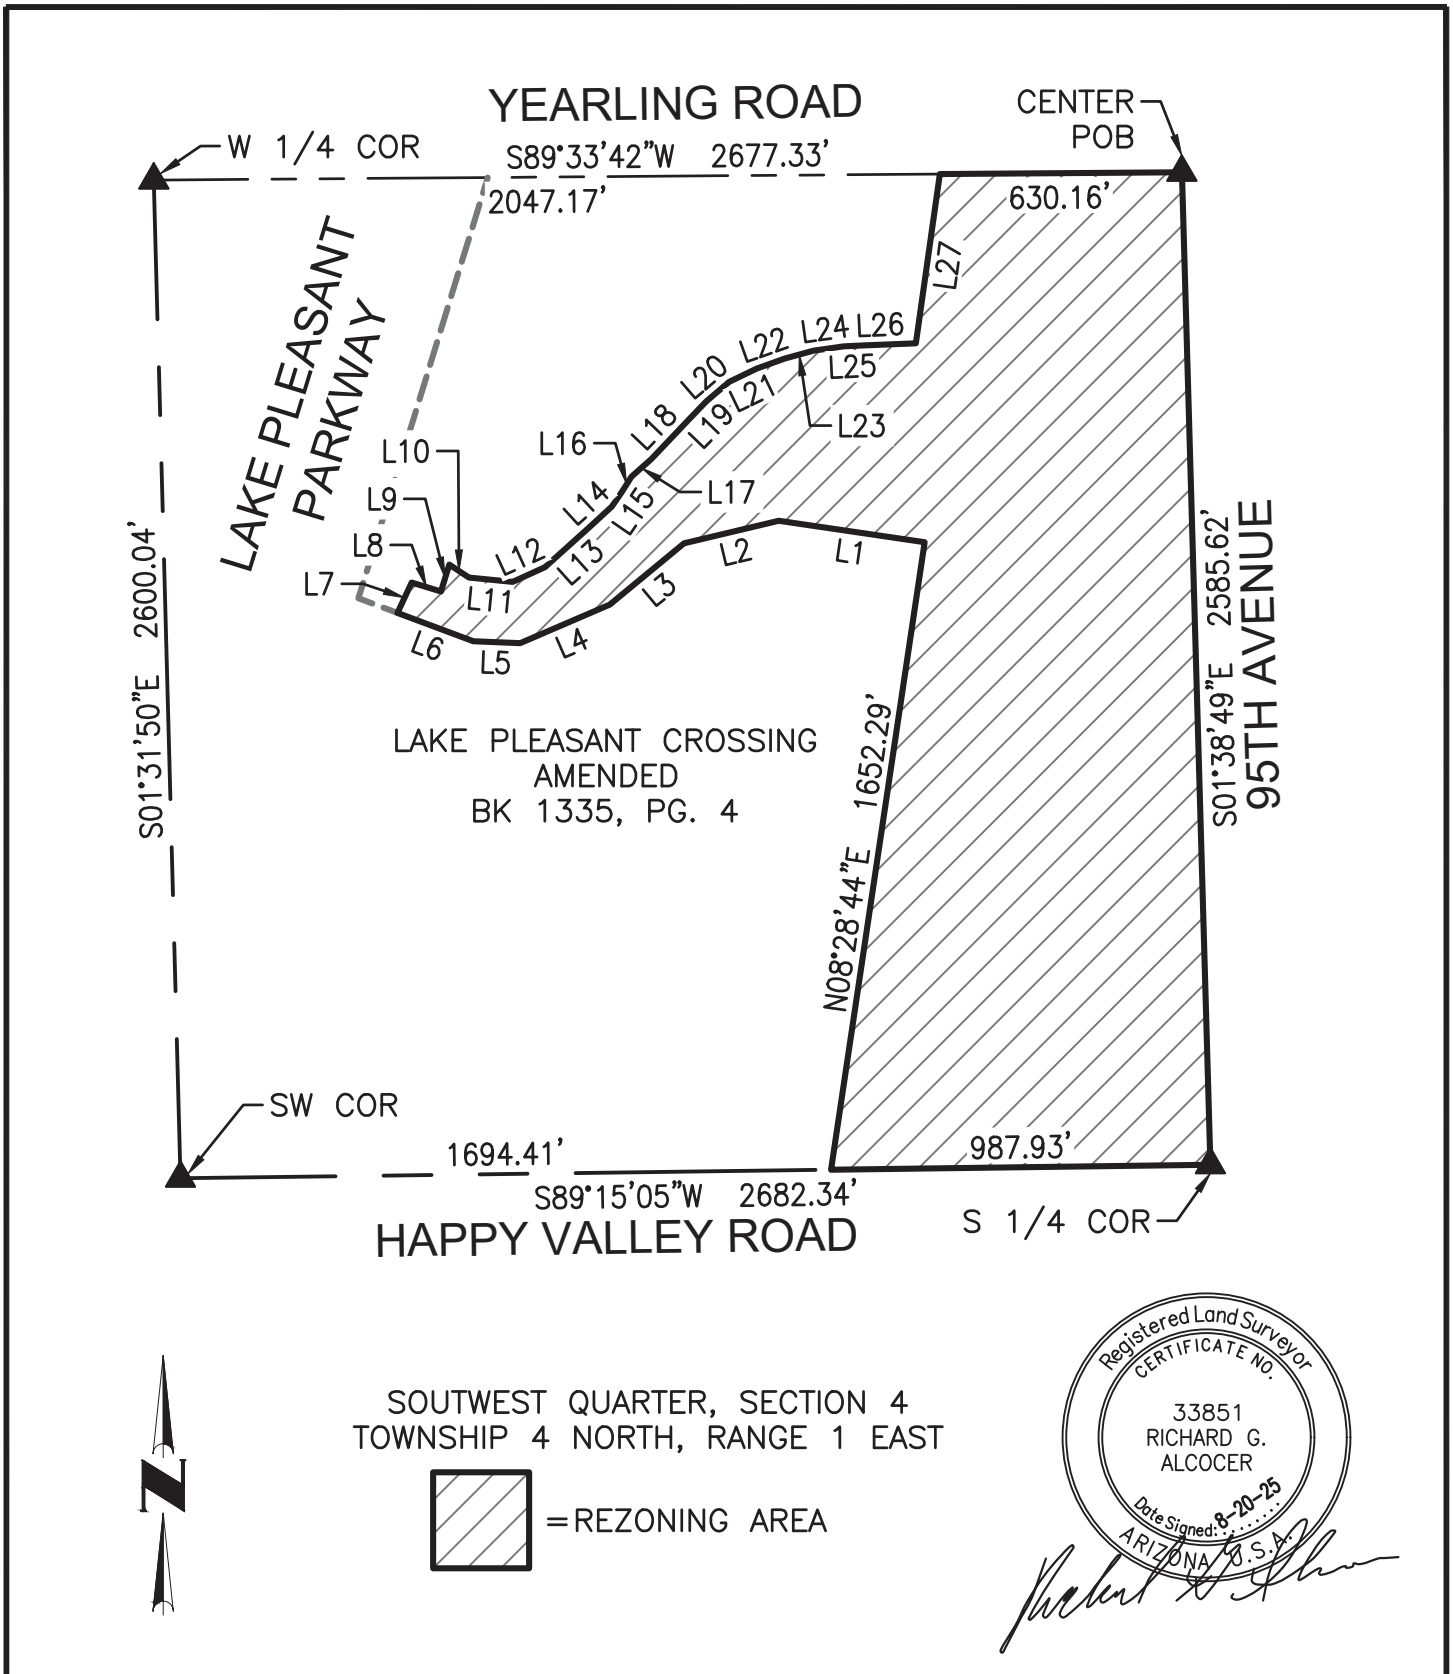 YEARLING ROAD
CENTER
POB
W 1/4 COR
S89°33'42"W 2677.33'
2047.17'
630.16'
LAKE PLEASANT
PARKWAY
L27
L26
L24
L22
L25
L20
L21
L23
L19
L18
L10
L16
L17
L9
L14
L15
L8
L12
L13
L7
L11
L2
L1
L3
L6
L5
L4
S01°31'50"E 2600.04'
S01°38'49"E 2585.62'
95TH AVENUE
LAKE PLEASANT CROSSING
AMENDED
BK 1335, PG. 4
N08°28'44"E 1652.29'
SW COR
1694.41'
987.93'
S89°15'05"W 2682.34'
HAPPY VALLEY ROAD
S 1/4 COR
N
SOUTWEST QUARTER, SECTION 4
TOWNSHIP 4 NORTH, RANGE 1 EAST
=REZONING AREA
Registered Land Surveyor
CERTIFICATE NO.
33851
RICHARD G.
ALCOCER
Date Signed: 8-20-25
ARIZONA U.S.A.